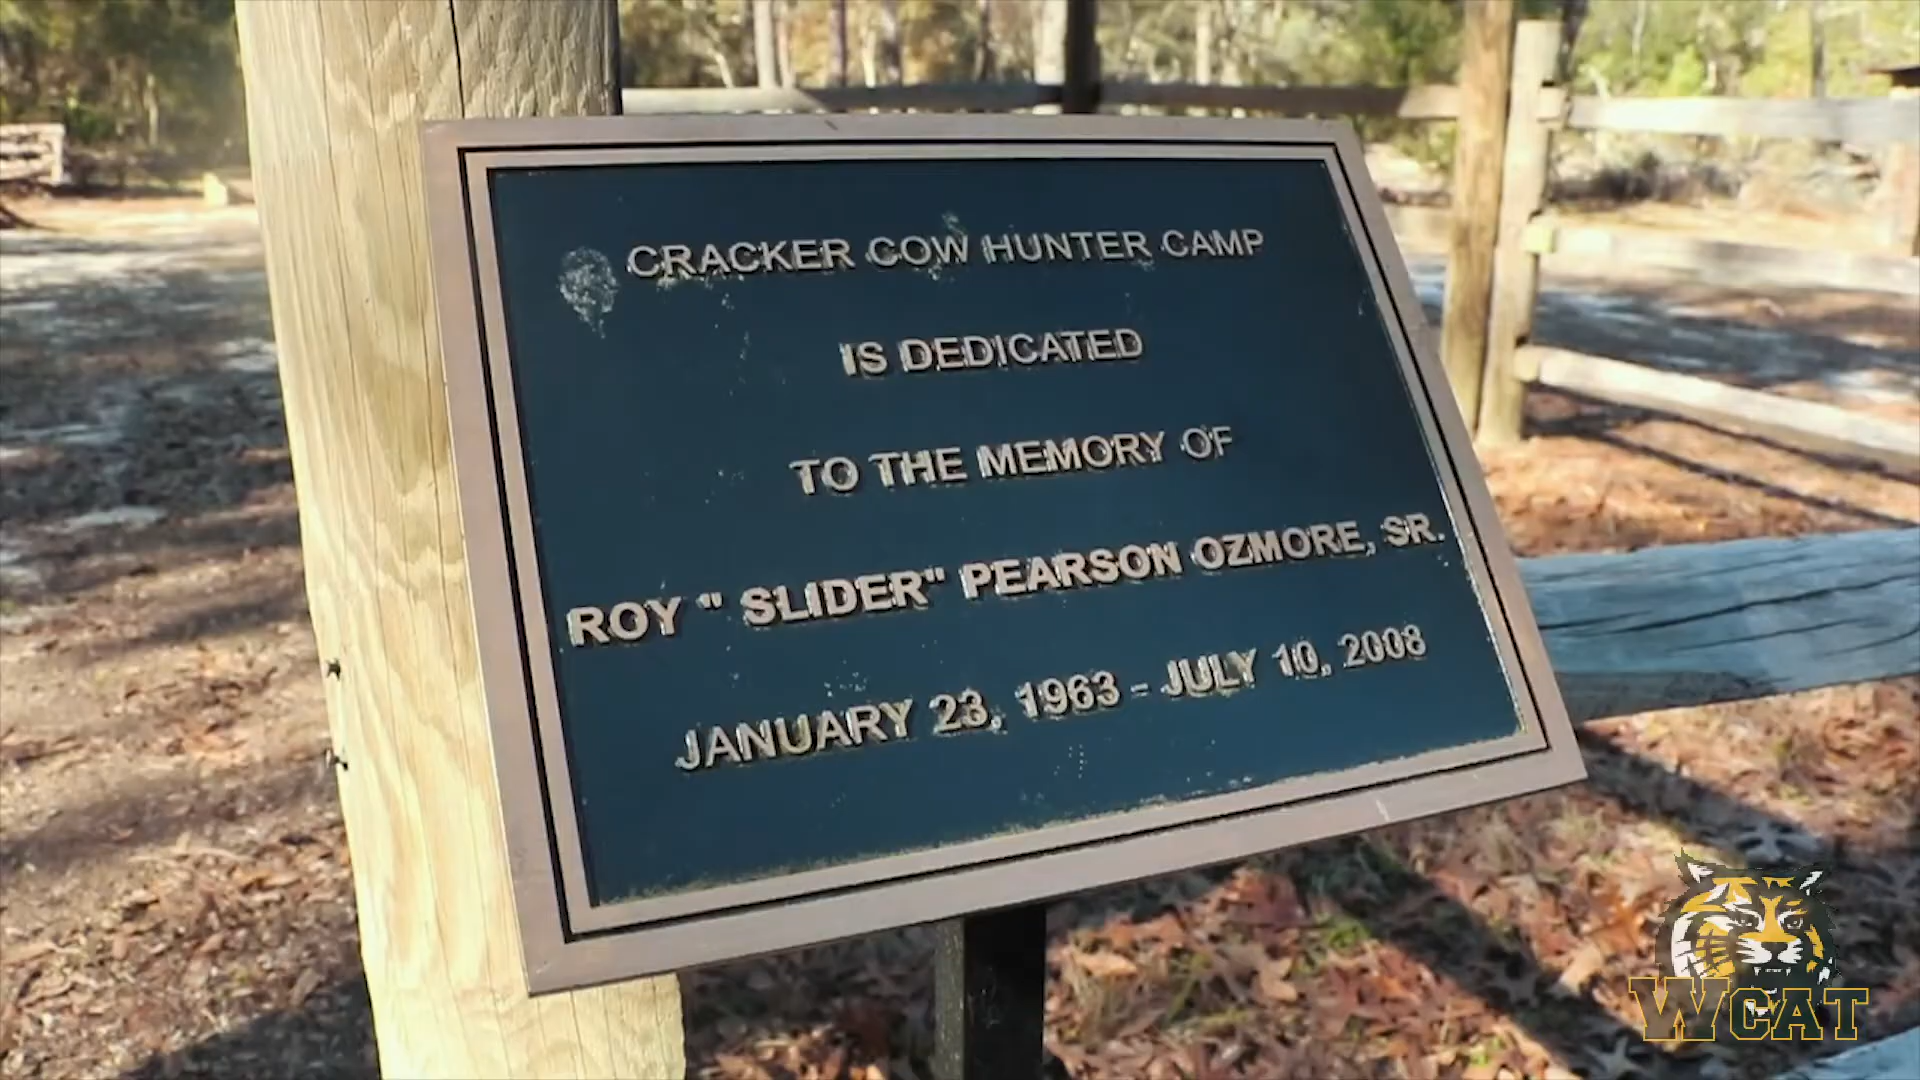 CRACKER COW HUNTER CAMP
IS DEDICATED
TO THE MEMORY OF
ROY " SLIDER" PEARSON OZMORE, SR.
JANUARY 23, 1963 - JULY 10, 2008
WCAT